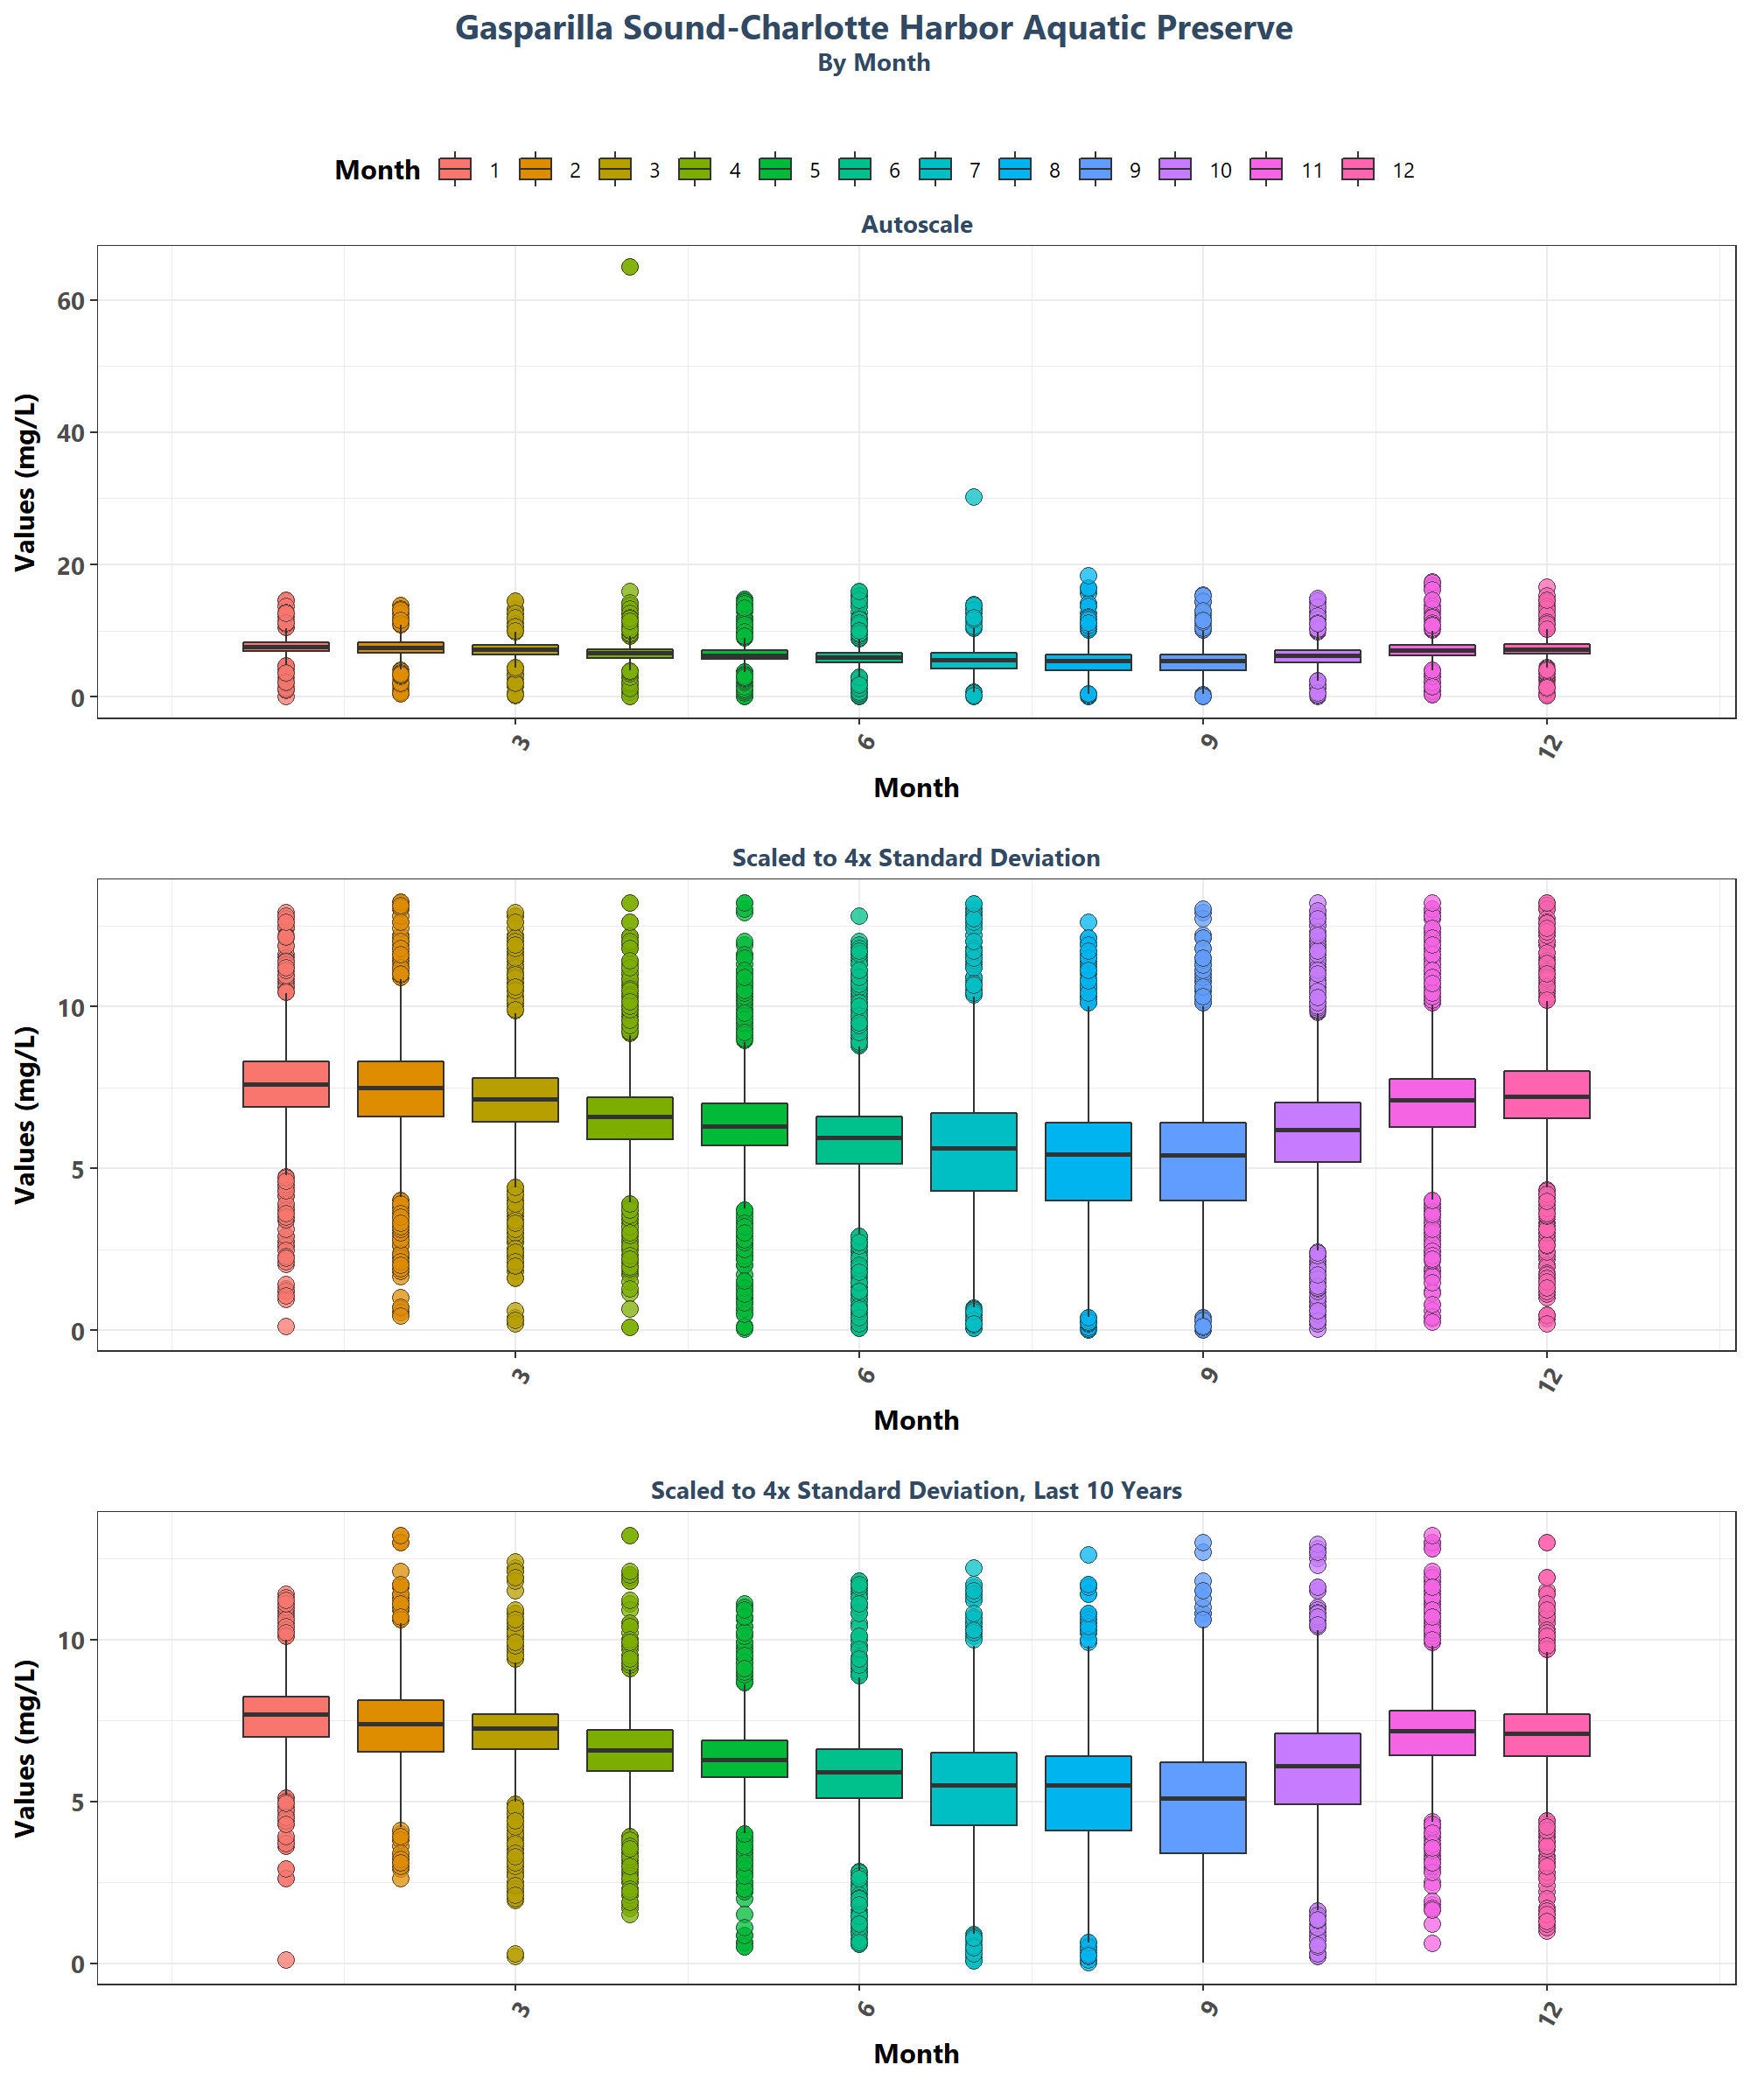 Gasparilla Sound-Charlotte Harbor Aquatic Preserve
By Month
Month 1 2 3 4 5 6 7 8 9 10 11 12
Autoscale
Values (mg/L)
60
40
20
0
3 6 9 12
Month
Scaled to 4x Standard Deviation
Values (mg/L)
10
5
0
3 6 9 12
Month
Scaled to 4x Standard Deviation, Last 10 Years
Values (mg/L)
10
5
0
3 6 9 12
Month